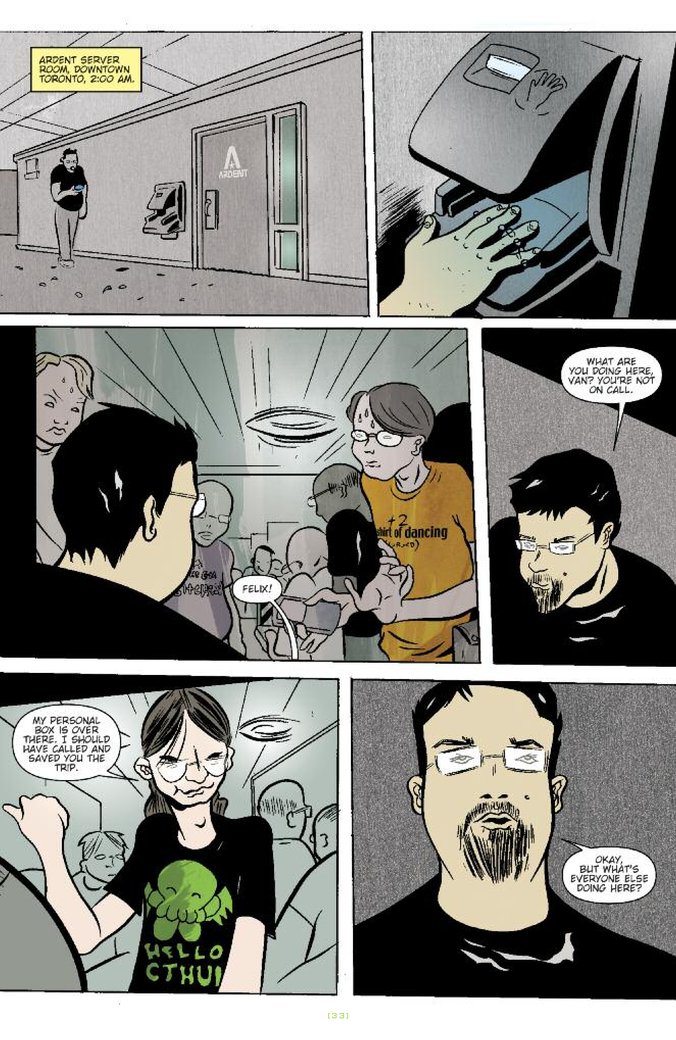 ARDENT SERVER
ROOM, DOWNTOWN
TORONTO, 2:00 AM.
ARDENT
FELIX!
+2
shirt of dancing
WHAT ARE
YOU DOING HERE,
VAN? YOU'RE NOT
ON CALL.
MY PERSONAL
BOX IS OVER
THERE. I SHOULD
HAVE CALLED AND
SAVED YOU THE
TRIP.
HELLO
CTHUL
OKAY,
BUT WHAT'S
EVERYONE ELSE
DOING HERE?
[33]